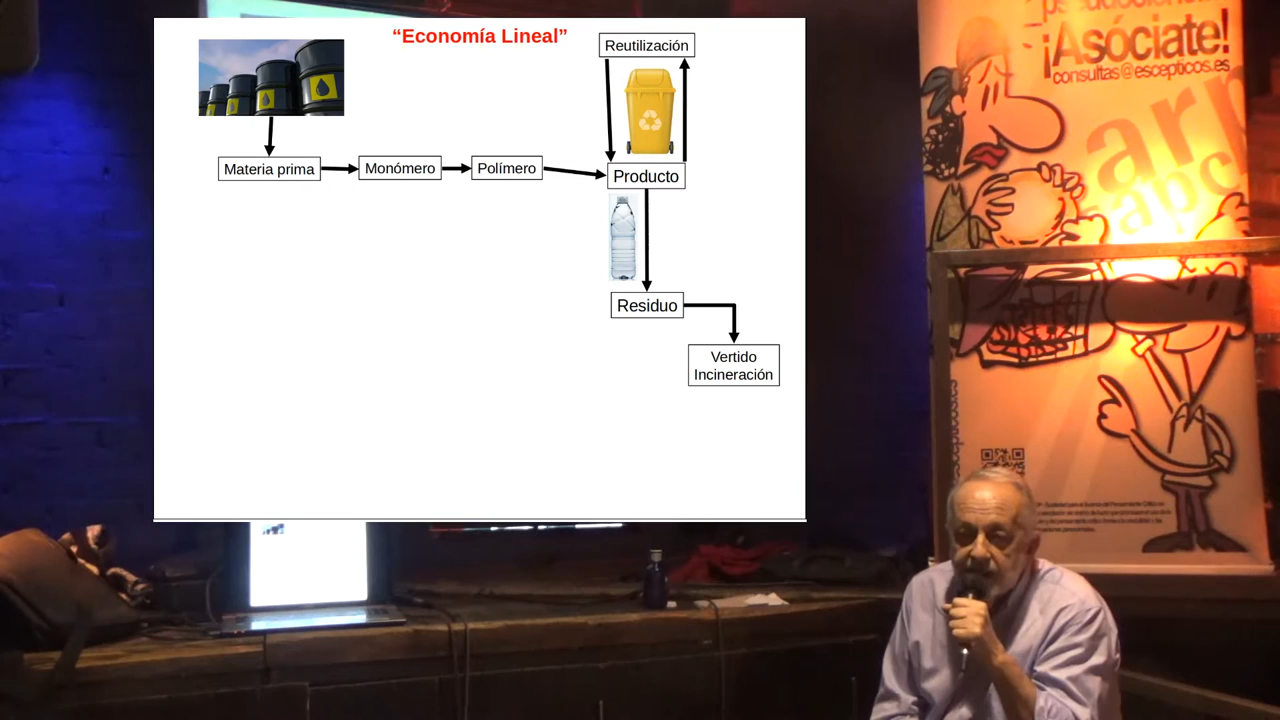 “Economía Lineal”
Reutilización
Materia prima
Monómero
Polímero
Producto
Residuo
Vertido
Incineración
¡Asóciate!
consultas@escepticos.es